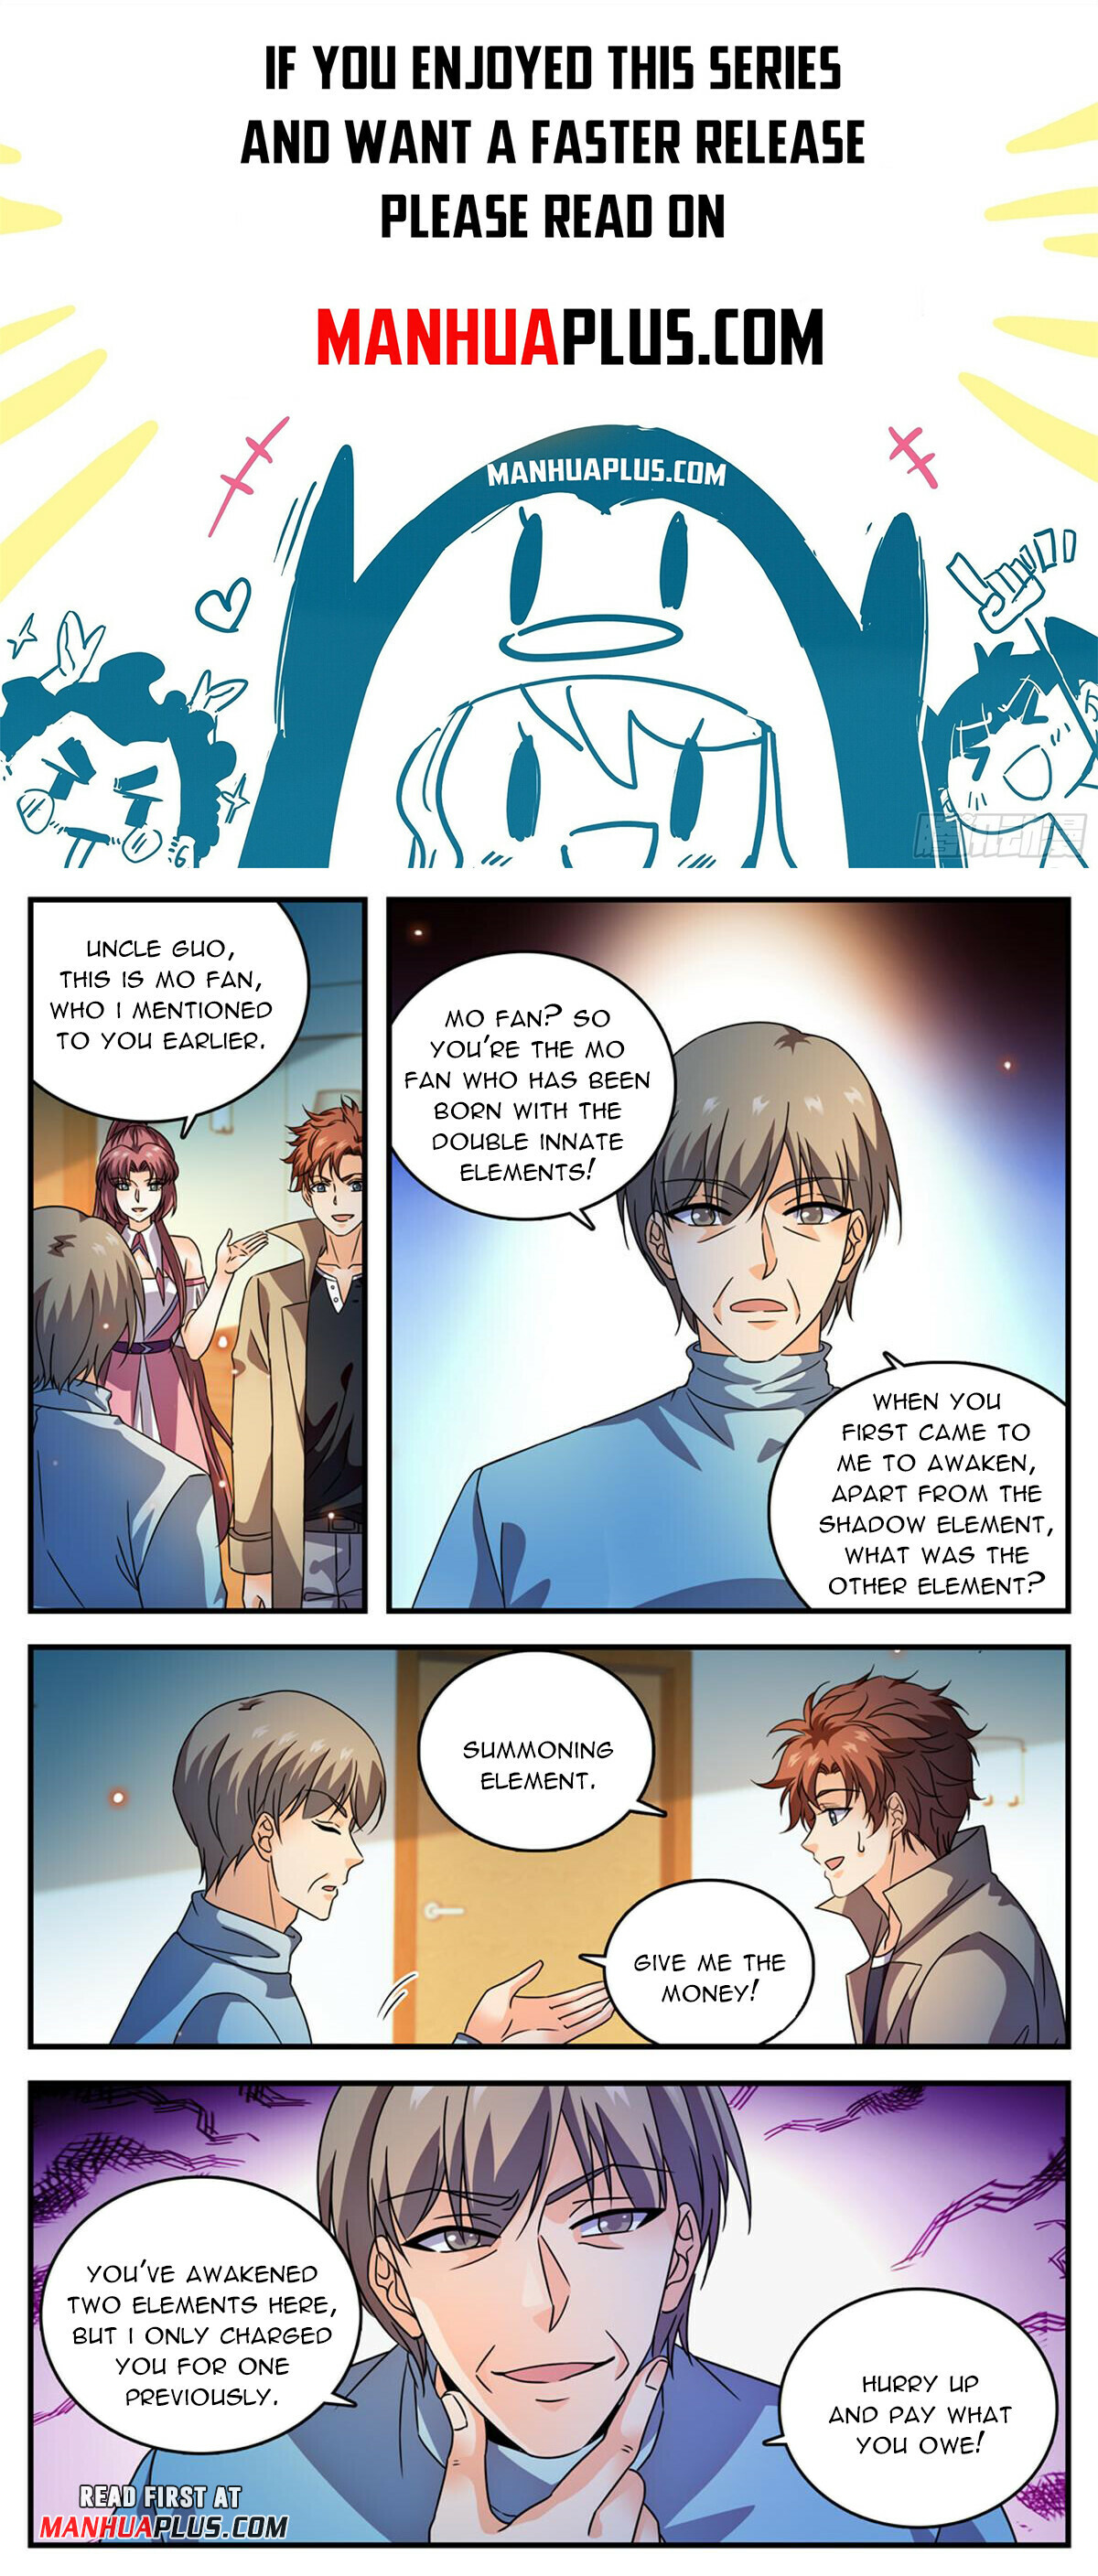 IF YOU ENJOYED THIS SERIES
AND WANT A FASTER RELEASE
PLEASE READ ON
MANHUAPLUS.COM
MANHUAPLUS.COM
腾讯动漫
UNCLE GUO,
THIS IS MO FAN,
WHO I MENTIONED
TO YOU EARLIER.
MO FAN? SO
YOU'RE THE MO
FAN WHO HAS BEEN
BORN WITH THE
DOUBLE INNATE
ELEMENTS!
WHEN YOU
FIRST CAME TO
ME TO AWAKEN,
APART FROM THE
SHADOW ELEMENT,
WHAT WAS THE
OTHER ELEMENT?
SUMMONING
ELEMENT.
GIVE ME THE
MONEY!
YOU'VE AWAKENED
TWO ELEMENTS HERE,
BUT I ONLY CHARGED
YOU FOR ONE
PREVIOUSLY.
HURRY UP
AND PAY WHAT
YOU OWE!
READ FIRST AT
MANHUAPLUS.COM